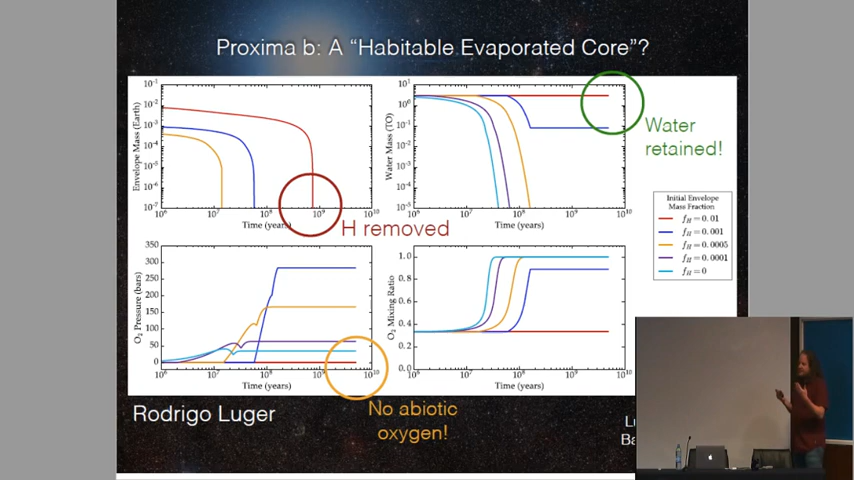 Proxima b: A “Habitable Evaporated Core”?
Envelope Mass (Earth)
10⁻¹
10⁻²
10⁻³
10⁻⁴
10⁻⁵
10⁻⁶
10⁻⁷
10⁶ 10⁷ 10⁸ 10⁹ 10¹⁰
Time (years)
H removed
Water Mass (TO)
10¹
10⁰
10⁻¹
10⁻²
10⁻³
10⁻⁴
10⁻⁵
10⁶ 10⁷ 10⁸ 10⁹ 10¹⁰
Time (years)
Water
retained!
Initial Envelope
Mass Fraction
f_H = 0.01
f_H = 0.001
f_H = 0.0005
f_H = 0.0001
f_H = 0
O₂ Pressure (bars)
350
300
250
200
150
100
50
0
10⁶ 10⁷ 10⁸ 10⁹ 10¹⁰
Time (years)
O₂ Mixing Ratio
1.0
0.8
0.6
0.4
0.2
0.0
10⁶ 10⁷ 10⁸ 10⁹ 10¹⁰
Time (years)
Rodrigo Luger
No abiotic
oxygen!